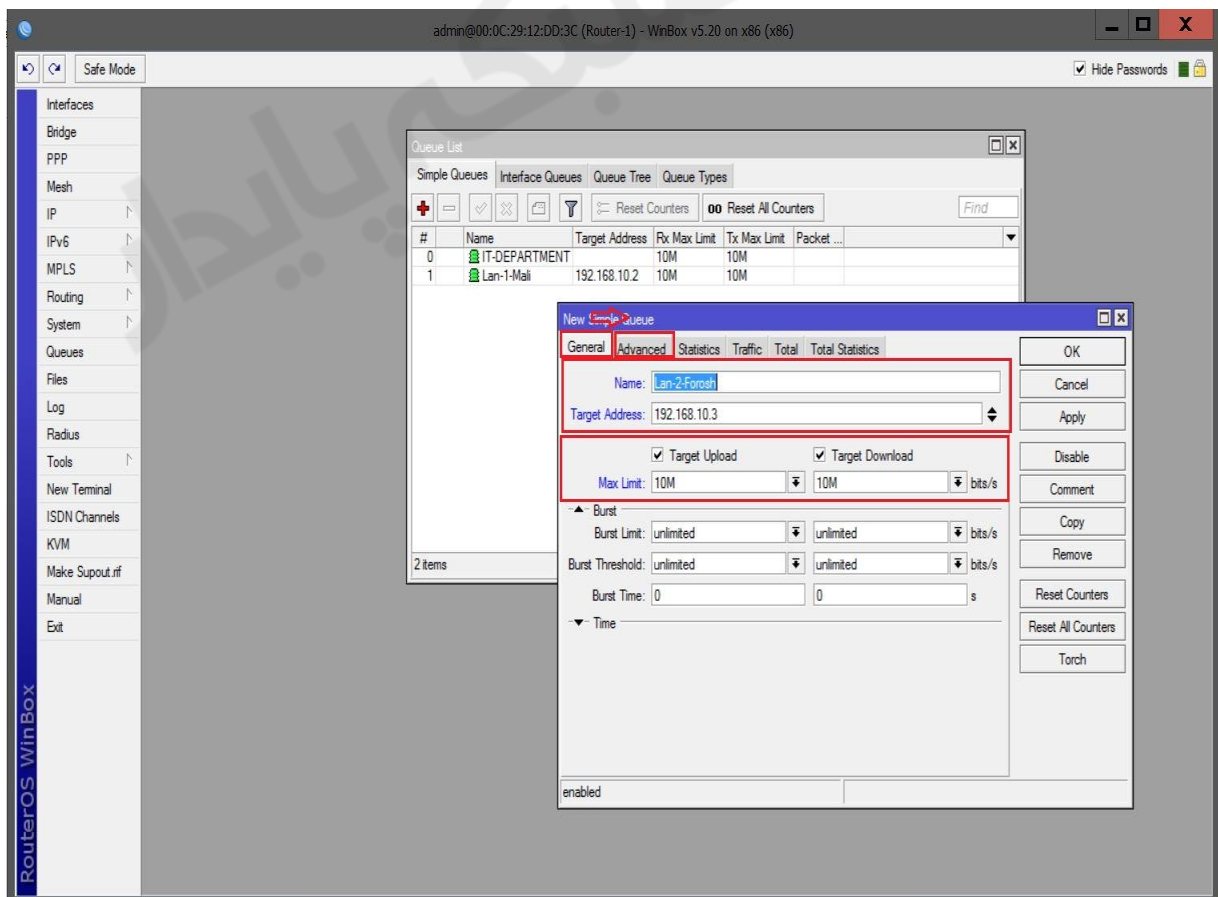 admin@00:0C:29:12:DD:3C (Router-1) - WinBox v5.20 on x86 (x86)
Safe Mode
Hide Passwords
Interfaces
Bridge
PPP
Mesh
IP
IPv6
MPLS
Routing
System
Queues
Files
Log
Radius
Tools
New Terminal
ISDN Channels
KVM
Make Supout.rif
Manual
Exit
RouterOS WinBox
Queue List
Simple Queues Interface Queues Queue Tree Queue Types
Reset Counters 00 Reset All Counters Find
# Name Target Address Rx Max Limit Tx Max Limit Packet ...
0 IT-DEPARTMENT 10M 10M
1 Lan-1-Mali 192.168.10.2 10M 10M
2 items
New Simple Queue
General Advanced Statistics Traffic Total Total Statistics
Name: Lan-2-Forosh
Target Address: 192.168.10.3
Target Upload Target Download
Max Limit: 10M 10M bits/s
Burst
Burst Limit: unlimited unlimited bits/s
Burst Threshold: unlimited unlimited bits/s
Burst Time: 0 0 s
Time
enabled
OK
Cancel
Apply
Disable
Comment
Copy
Remove
Reset Counters
Reset All Counters
Torch
شبکه پایدار